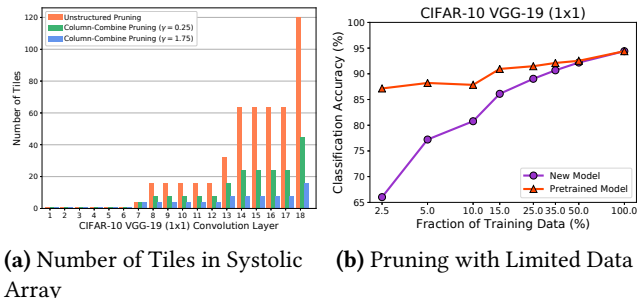 Unstructured Pruning
Column-Combine Pruning (γ = 0.25)
Column-Combine Pruning (γ = 1.75)
Number of Tiles
120
100
80
60
40
20
0
1 2 3 4 5 6 7 8 9 10 11 12 13 14 15 16 17 18
CIFAR-10 VGG-19 (1x1) Convolution Layer
(a) Number of Tiles in Systolic
Array
CIFAR-10 VGG-19 (1x1)
Classification Accuracy (%)
100
95
90
85
80
75
70
65
New Model
Pretrained Model
2.5 5.0 10.0 15.0 25.0 35.0 50.0 100.0
Fraction of Training Data (%)
(b) Pruning with Limited Data